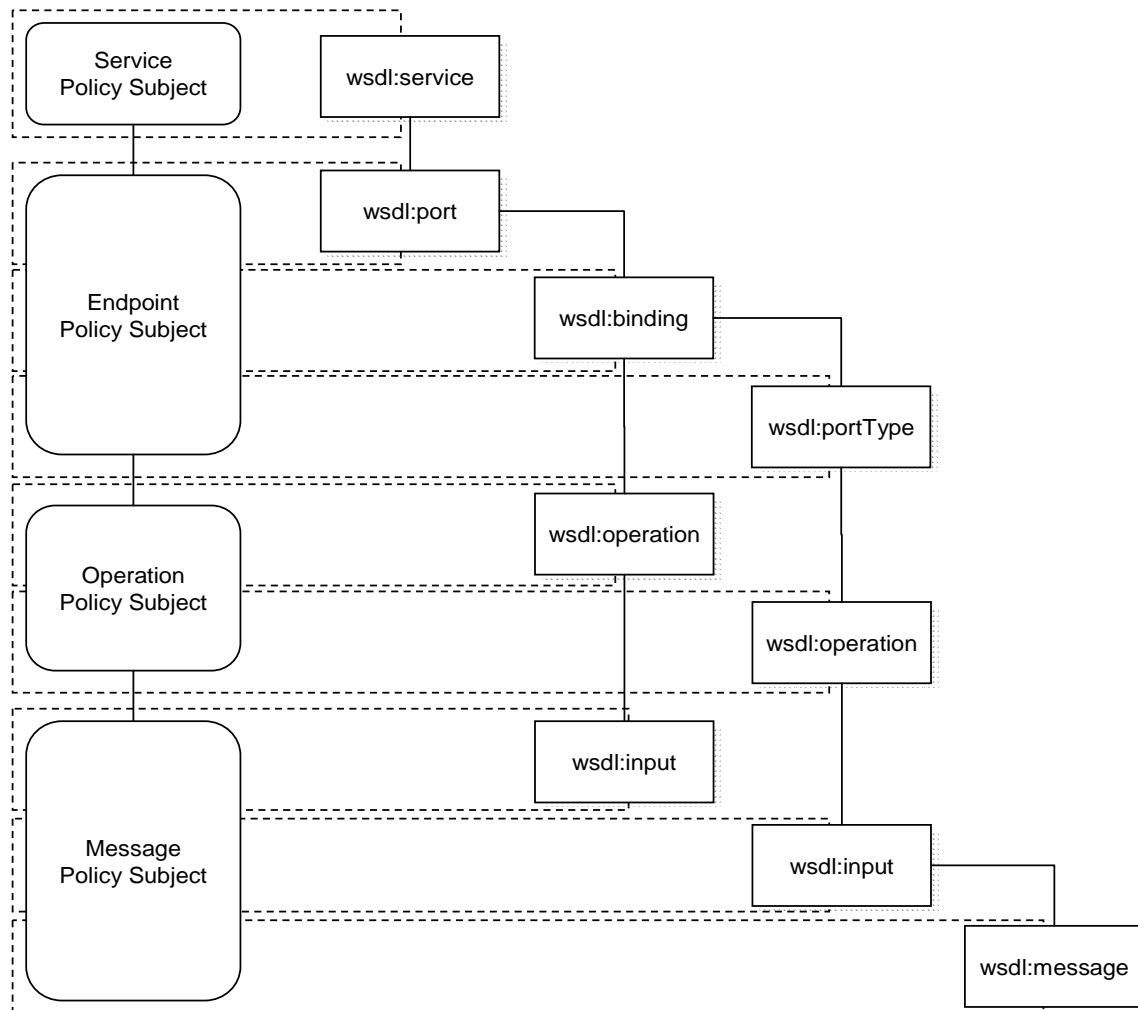 Service
Policy Subject
wsdl:service
wsdl:port
Endpoint
Policy Subject
wsdl:binding
wsdl:portType
wsdl:operation
Operation
Policy Subject
wsdl:operation
wsdl:input
Message
Policy Subject
wsdl:input
wsdl:message